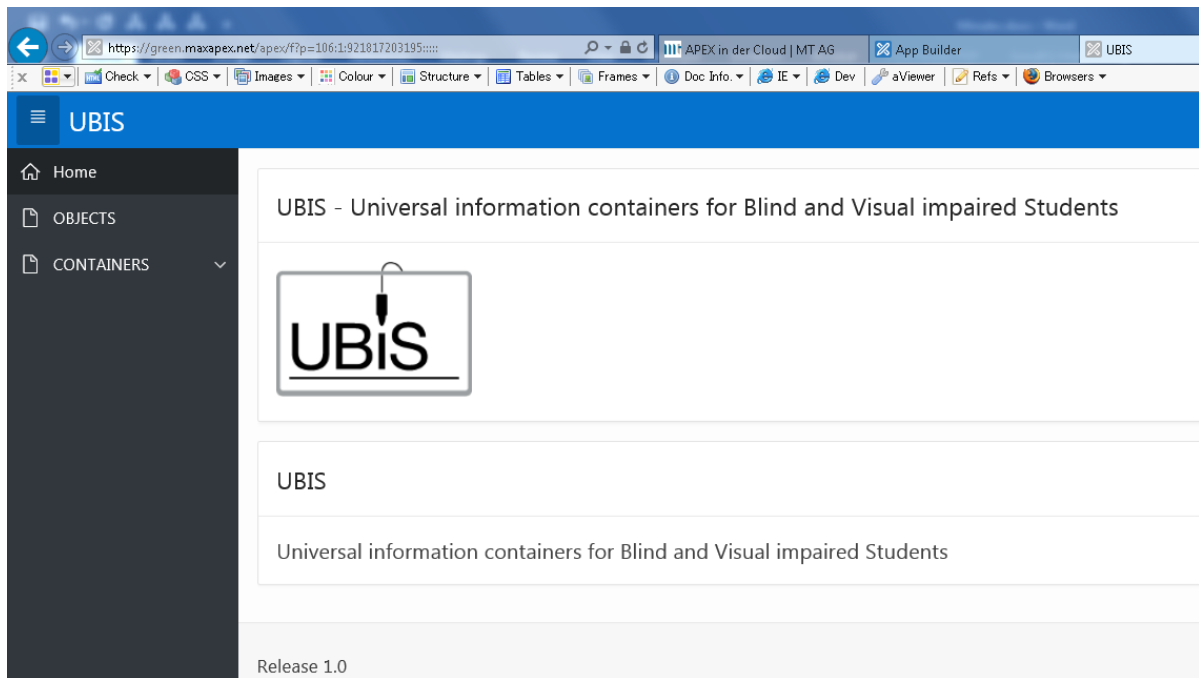 https://green.maxapex.net/apex/f?p=106:1:921817203195::::: APEX in der Cloud | MT AG App Builder UBIS
x Check CSS Images Colour Structure Tables Frames Doc Info. IE Dev aViewer Refs Browsers
UBIS
Home
OBJECTS
CONTAINERS
UBIS - Universal information containers for Blind and Visual impaired Students
UBiS
UBIS
Universal information containers for Blind and Visual impaired Students
Release 1.0